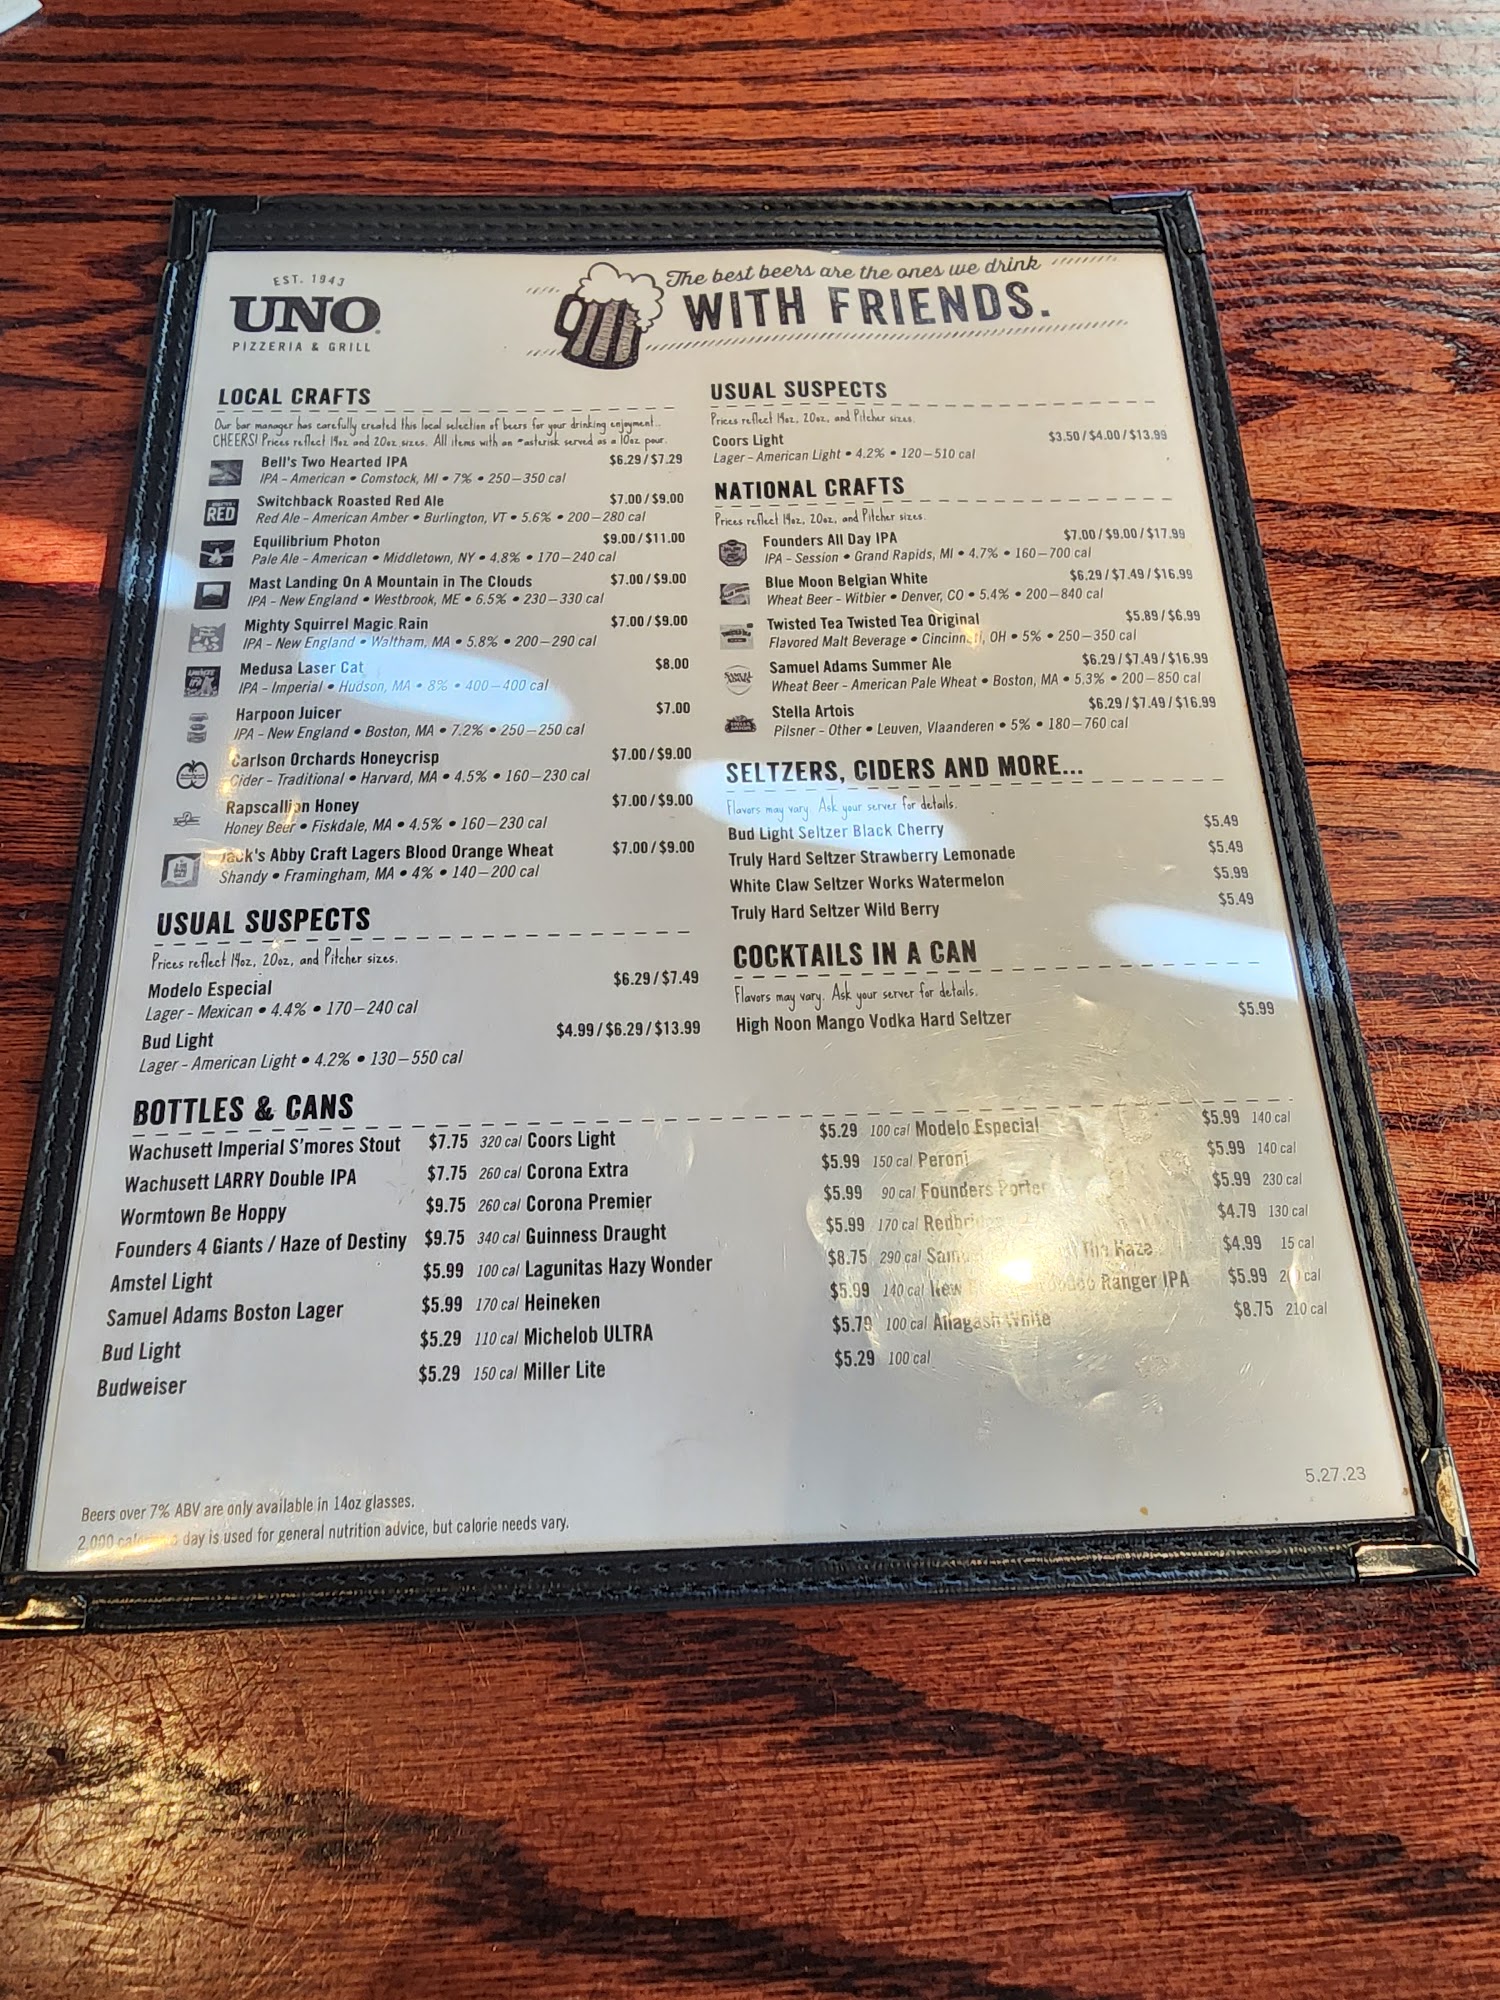 EST. 1943
UNO
PIZZERIA & GRILL
The best beers are the ones we drink
WITH FRIENDS.
LOCAL CRAFTS
Our bar manager has carefully created this local selection of beers for your drinking enjoyment..
CHEERS! Prices reflect 14oz and 20oz sizes. All items with an *asterisk served as a 10oz pour.
Bell's Two Hearted IPA $6.29 / $7.29
IPA - American • Comstock, MI • 7% • 250-350 cal
RED
Switchback Roasted Red Ale $7.00 / $9.00
Red Ale - American Amber • Burlington, VT • 5.6% • 200-280 cal
Equilibrium Photon $9.00 / $11.00
Pale Ale - American • Middletown, NY • 4.8% • 170-240 cal
Mast Landing On A Mountain in The Clouds $7.00 / $9.00
IPA - New England • Westbrook, ME • 6.5% • 230-330 cal
Mighty Squirrel Magic Rain $7.00 / $9.00
IPA - New England • Waltham, MA • 5.8% • 200-290 cal
Medusa Laser Cat $8.00
IPA - Imperial • Hudson, MA • 8% • 400-400 cal
Harpoon Juicer $7.00
IPA - New England • Boston, MA • 7.2% • 250-250 cal
Carlson Orchards Honeycrisp $7.00 / $9.00
Cider - Traditional • Harvard, MA • 4.5% • 160-230 cal
Rapscallion Honey $7.00 / $9.00
Honey Beer • Fiskdale, MA • 4.5% • 160-230 cal
Jack's Abby Craft Lagers Blood Orange Wheat $7.00 / $9.00
Shandy • Framingham, MA • 4% • 140-200 cal
USUAL SUSPECTS
Prices reflect 14oz, 20oz, and Pitcher sizes.
Modelo Especial $6.29 / $7.49
Lager - Mexican • 4.4% • 170-240 cal
Bud Light $4.99 / $6.29 / $13.99
Lager - American Light • 4.2% • 130-550 cal
USUAL SUSPECTS
Prices reflect 14oz, 20oz, and Pitcher sizes.
Coors Light $3.50 / $4.00 / $13.99
Lager - American Light • 4.2% • 120-510 cal
NATIONAL CRAFTS
Prices reflect 14oz, 20oz, and Pitcher sizes.
Founders All Day IPA $7.00 / $9.00 / $17.99
IPA - Session • Grand Rapids, MI • 4.7% • 160-700 cal
Blue Moon Belgian White $6.29 / $7.49 / $16.99
Wheat Beer - Witbier • Denver, CO • 5.4% • 200-840 cal
Twisted Tea Twisted Tea Original $5.89 / $6.99
Flavored Malt Beverage • Cincinnati, OH • 5% • 250-350 cal
Samuel Adams Summer Ale $6.29 / $7.49 / $16.99
Wheat Beer - American Pale Wheat • Boston, MA • 5.3% • 200-850 cal
Stella Artois $6.29 / $7.49 / $16.99
Pilsner - Other • Leuven, Vlaanderen • 5% • 180-760 cal
SELTZERS, CIDERS AND MORE...
Flavors may vary. Ask your server for details.
Bud Light Seltzer Black Cherry $5.49
Truly Hard Seltzer Strawberry Lemonade $5.49
White Claw Seltzer Works Watermelon $5.99
Truly Hard Seltzer Wild Berry $5.49
COCKTAILS IN A CAN
Flavors may vary. Ask your server for details.
High Noon Mango Vodka Hard Seltzer $5.99
BOTTLES & CANS
Wachusett Imperial S'mores Stout $7.75 320 cal Coors Light $5.29 100 cal Modelo Especial $5.99 140 cal
Wachusett LARRY Double IPA $7.75 260 cal Corona Extra $5.99 150 cal Peroni $5.99 140 cal
Wormtown Be Hoppy $9.75 260 cal Corona Premier $5.99 90 cal Founders Porter $5.99 230 cal
Founders 4 Giants / Haze of Destiny $9.75 340 cal Guinness Draught $5.99 170 cal $4.79 130 cal
Amstel Light $5.99 100 cal Lagunitas Hazy Wonder $8.75 290 cal The Haze $4.99 15 cal
Samuel Adams Boston Lager $5.99 170 cal Heineken $5.99 140 cal New Ranger IPA $5.99 cal
Bud Light $5.29 110 cal Michelob ULTRA $5.79 100 cal Allagash White $8.75 210 cal
Budweiser $5.29 150 cal Miller Lite $5.29 100 cal
5.27.23
Beers over 7% ABV are only available in 14oz glasses.
2,000 day is used for general nutrition advice, but calorie needs vary.